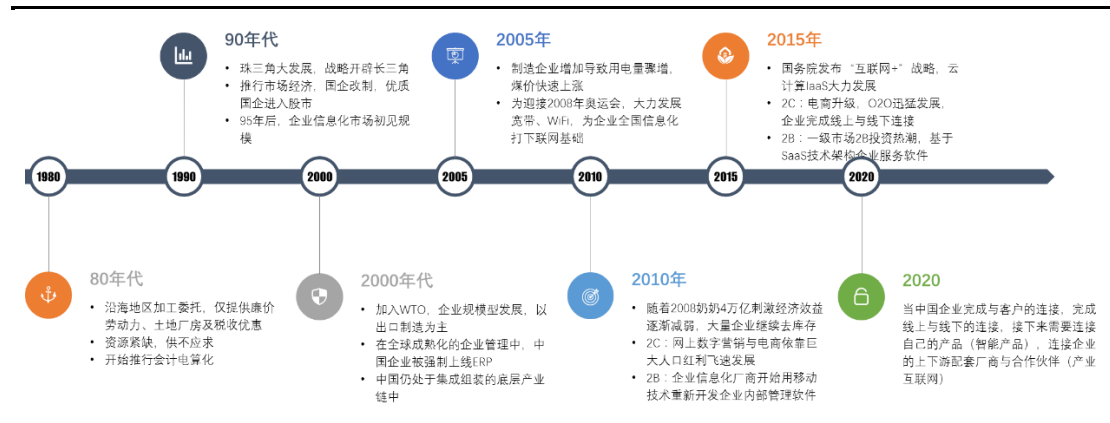 90年代
• 珠三角大发展，战略开辟长三角
• 推行市场经济，国企改制，优质
国企进入股市
• 95年后，企业信息化市场初见规
模
2005年
• 制造企业增加导致用电量骤增，
煤价快速上涨
• 为迎接2008年奥运会，大力发展
宽带、WiFi，为企业全国信息化
打下联网基础
2015年
• 国务院发布“互联网+”战略，云
计算IaaS大力发展
• 2C：电商升级，O2O迅猛发展，
企业完成线上与线下连接
• 2B：一级市场2B投资热潮，基于
SaaS技术架构企业服务软件
1980
1990
2000
2005
2010
2015
2020
80年代
• 沿海地区加工委托，仅提供廉价
劳动力、土地厂房及税收优惠
• 资源紧缺，供不应求
• 开始推行会计电算化
2000年代
• 加入WTO，企业规模型发展，以
出口制造为主
• 在全球成熟化的企业管理中，中
国企业被强制上线ERP
• 中国仍处于集成组装的底层产业
链中
2010年
• 随着2008奶奶4万亿刺激经济效益
逐渐减弱，大量企业继续去库存
• 2C：网上数字营销与电商依靠巨
大人口红利飞速发展
• 2B：企业信息化厂商开始用移动
技术重新开发企业内部管理软件
2020
当中国企业完成与客户的连接，完成
线上与线下的连接，接下来需要连接
自己的产品（智能产品），连接企业
的上下游配套厂商与合作伙伴（产业
互联网）